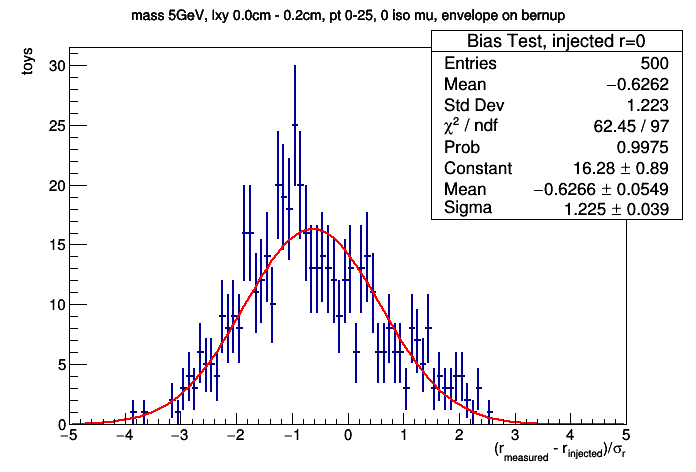 mass 5GeV, lxy 0.0cm - 0.2cm, pt 0-25, 0 iso mu, envelope on bernup
toys
Bias Test, injected r=0
Entries 500
Mean −0.6262
Std Dev 1.223
χ² / ndf 62.45 / 97
Prob 0.9975
Constant 16.28 ± 0.89
Mean −0.6266 ± 0.0549
Sigma 1.225 ± 0.039
30
25
20
15
10
5
0
−5 −4 −3 −2 −1 0 1 2 3 4 5
(r_measured - r_injected)/σ_r